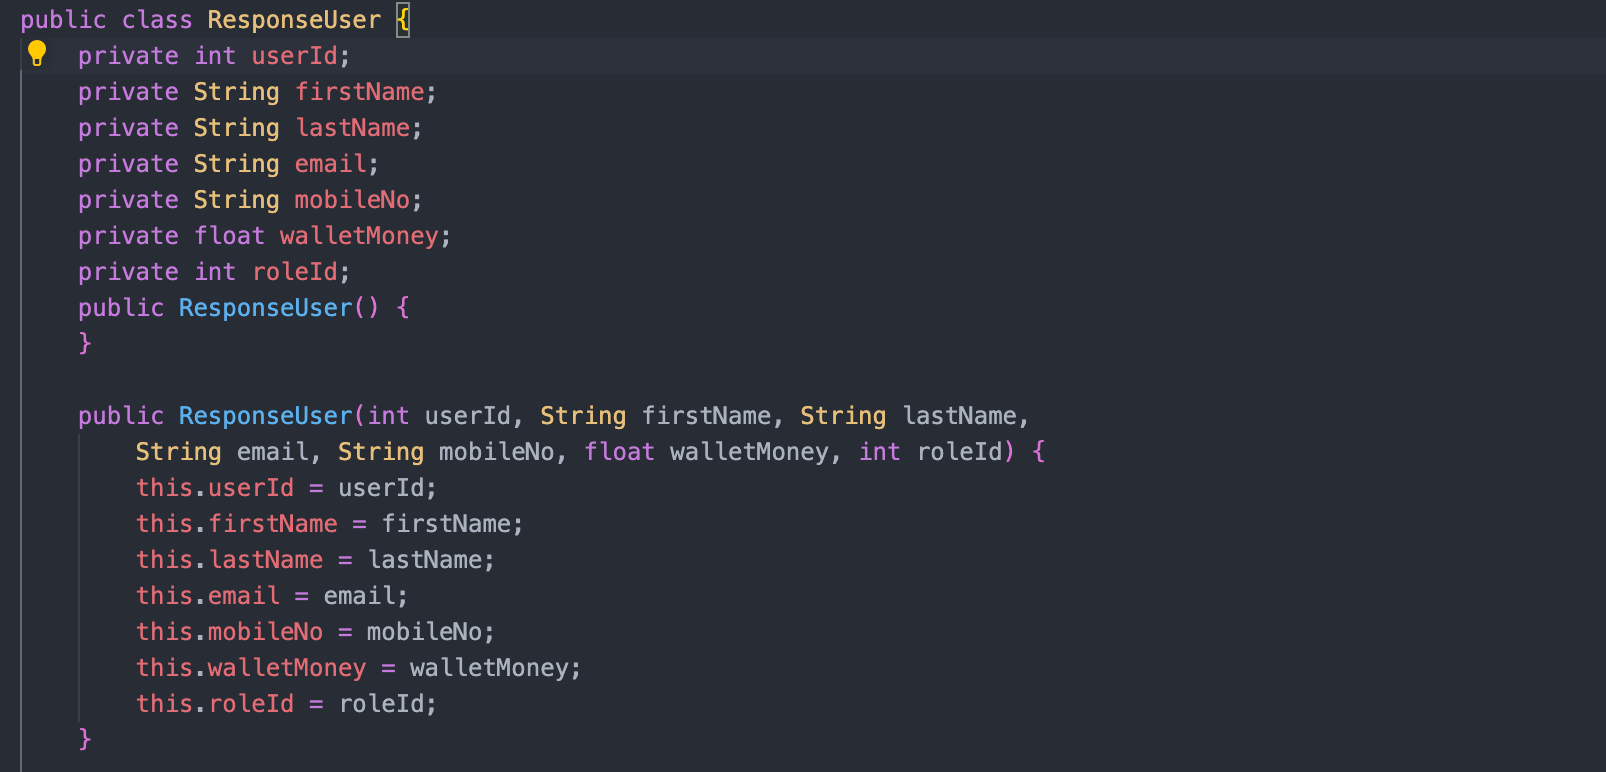 public class ResponseUser {
private int userId;
private String firstName;
private String lastName;
private String email;
private String mobileNo;
private float walletMoney;
private int roleId;
public ResponseUser() {
}
public ResponseUser(int userId, String firstName, String lastName,
String email, String mobileNo, float walletMoney, int roleId) {
this.userId = userId;
this.firstName = firstName;
this.lastName = lastName;
this.email = email;
this.mobileNo = mobileNo;
this.walletMoney = walletMoney;
this.roleId = roleId;
}